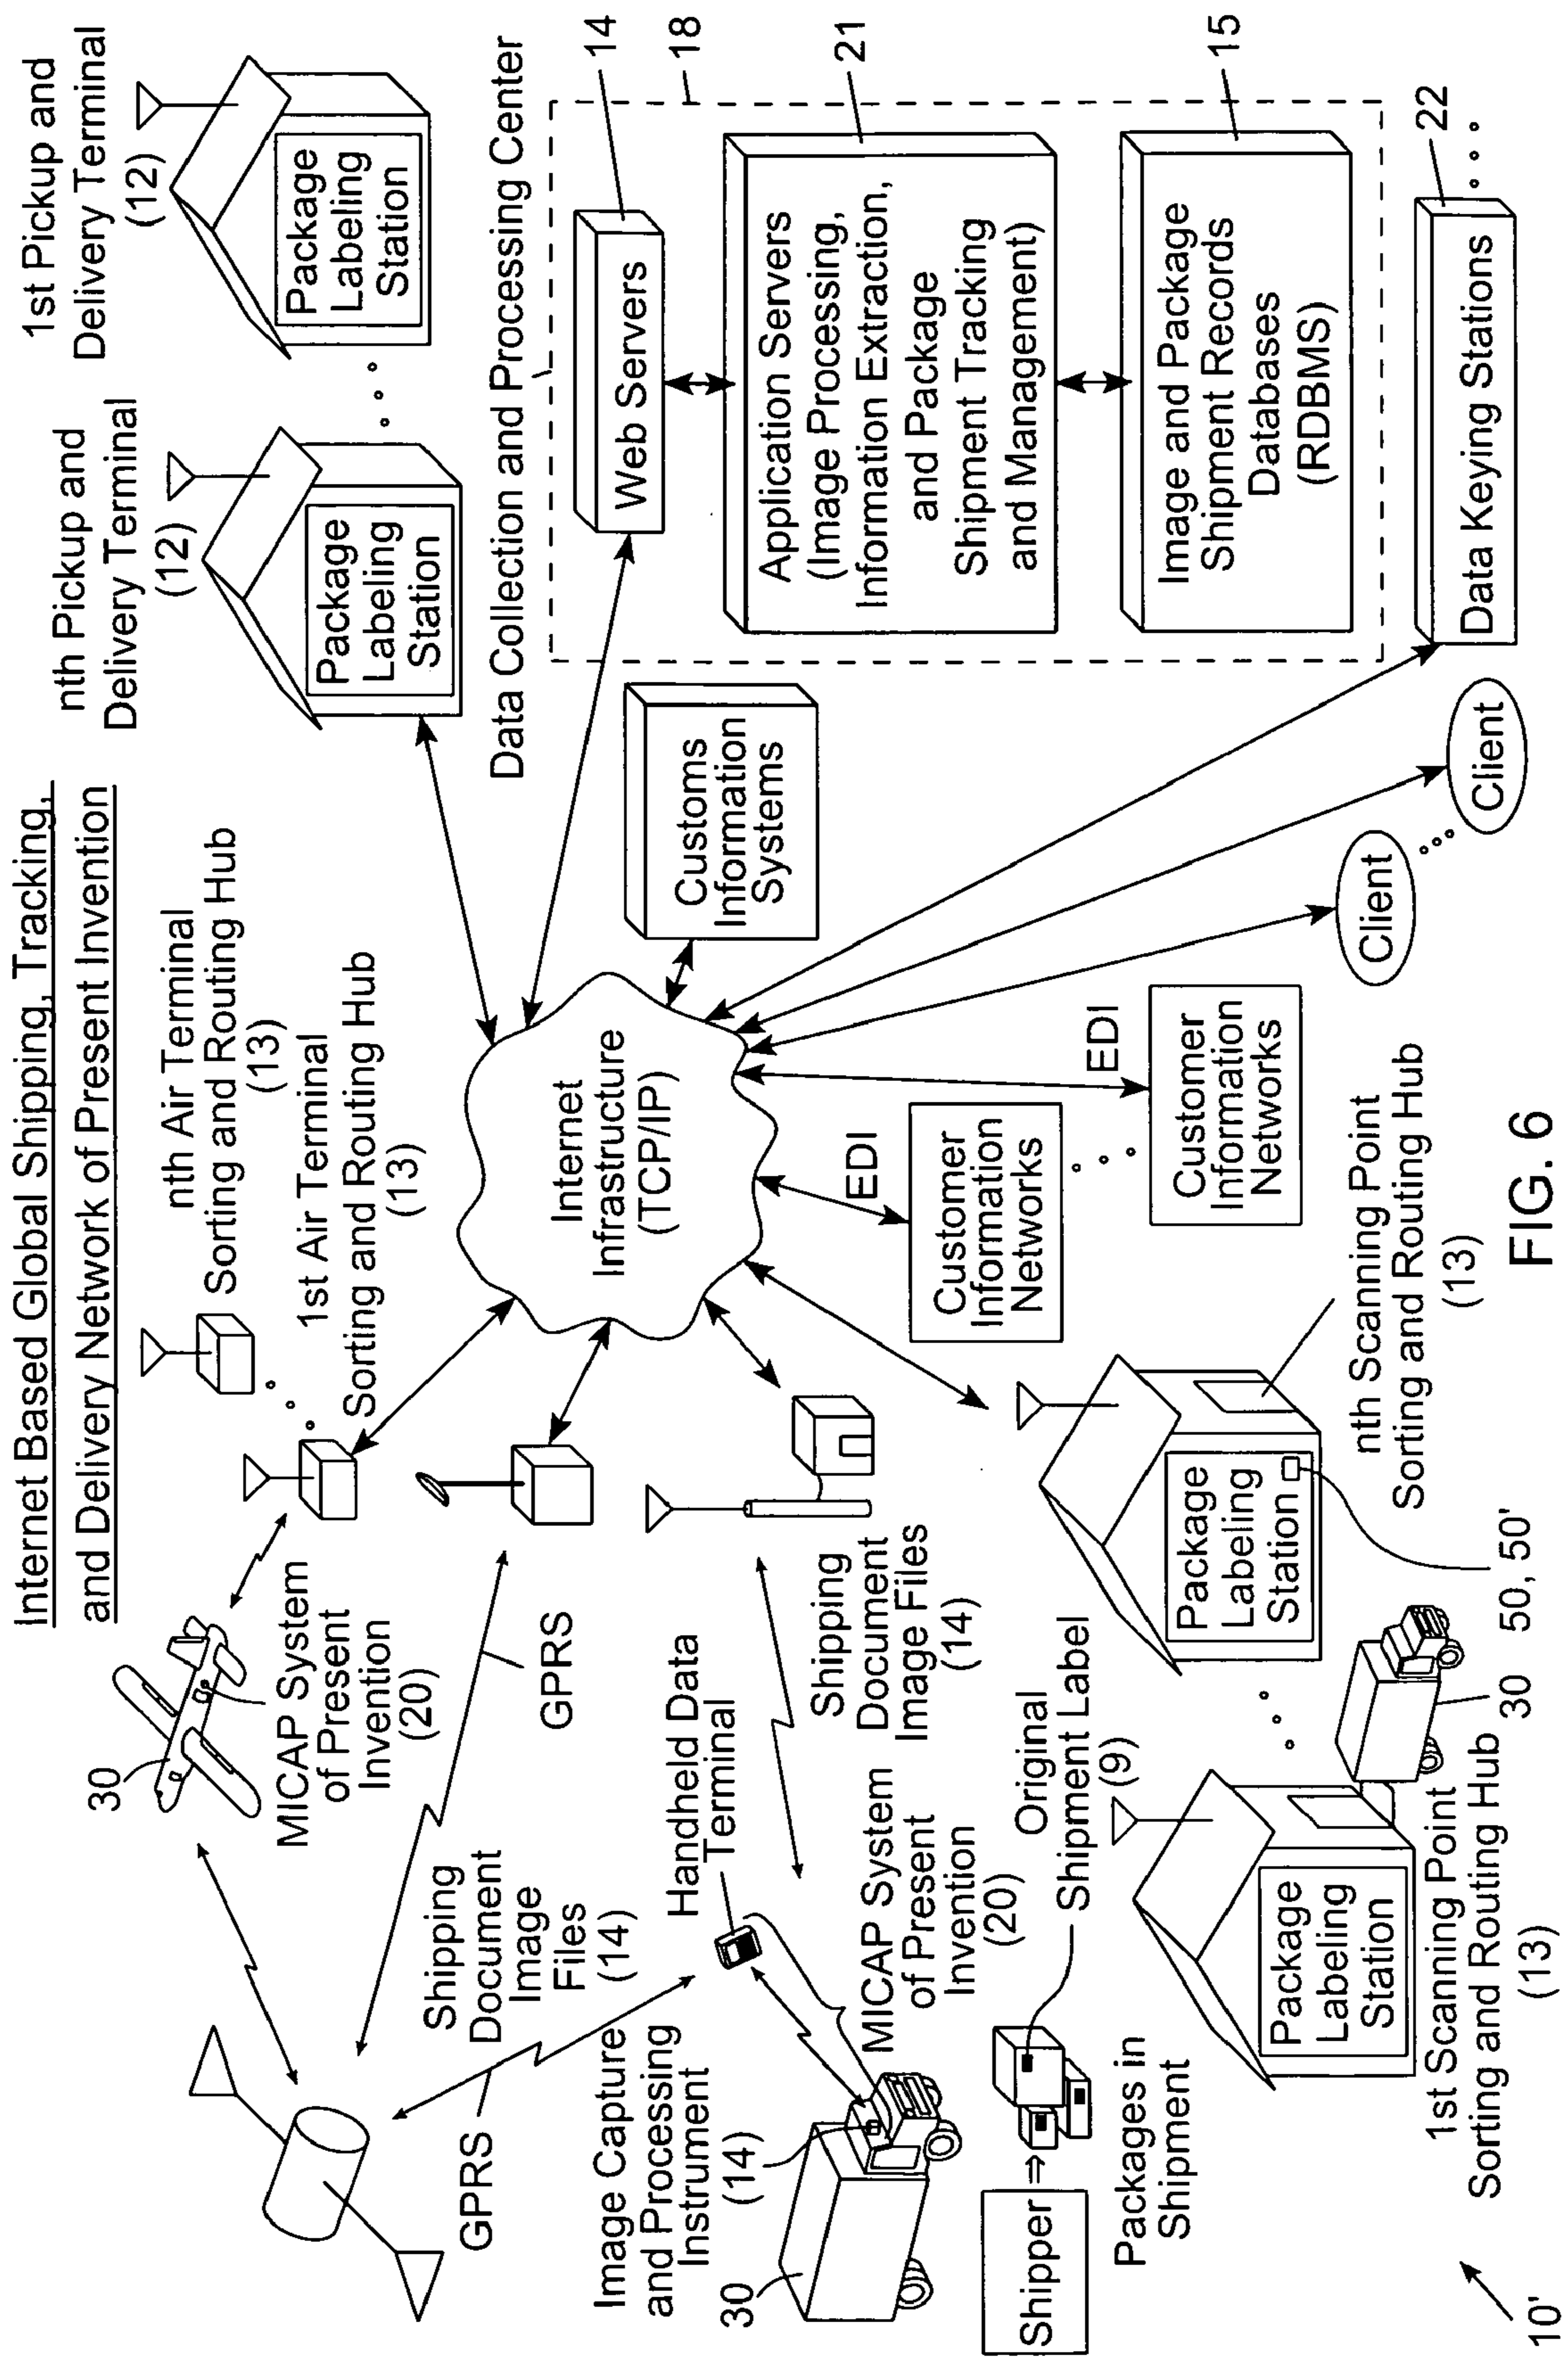 Internet Based Global Shipping, Tracking,
and Delivery Network of Present Invention
30
MICAP System
of Present
Invention
(20)
nth Air Terminal
Sorting and Routing Hub
(13)
1st Air Terminal
Sorting and Routing Hub
(13)
nth Pickup and
Delivery Terminal
(12)
Package
Labeling
Station
1st Pickup and
Delivery Terminal
(12)
Package
Labeling
Station
GPRS
Shipping
Document
Image
Files
(14)
GPRS
Internet
Infrastructure
(TCP/IP)
Data Collection and Processing Center
Web Servers
14
18
Application Servers
(Image Processing,
Information Extraction,
and Package
Shipment Tracking
and Management)
21
Image and Package
Shipment Records
Databases
(RDBMS)
15
Data Keying Stations
22
Customs
Information
Systems
Client
Client
EDI
Customer
Information
Networks
EDI
Customer
Information
Networks
Handheld Data
Terminal
Shipping
Document
Image Files
(14)
Image Capture
and Processing
Instrument
(14)
30
MICAP System
of Present
Invention
(20)
Original
Shipment Label
(9)
Shipper
Packages in
Shipment
Package
Labeling
Station
1st Scanning Point
Sorting and Routing Hub
(13)
30
Package
Labeling
Station
50, 50'
nth Scanning Point
Sorting and Routing Hub
(13)
10'
FIG. 6